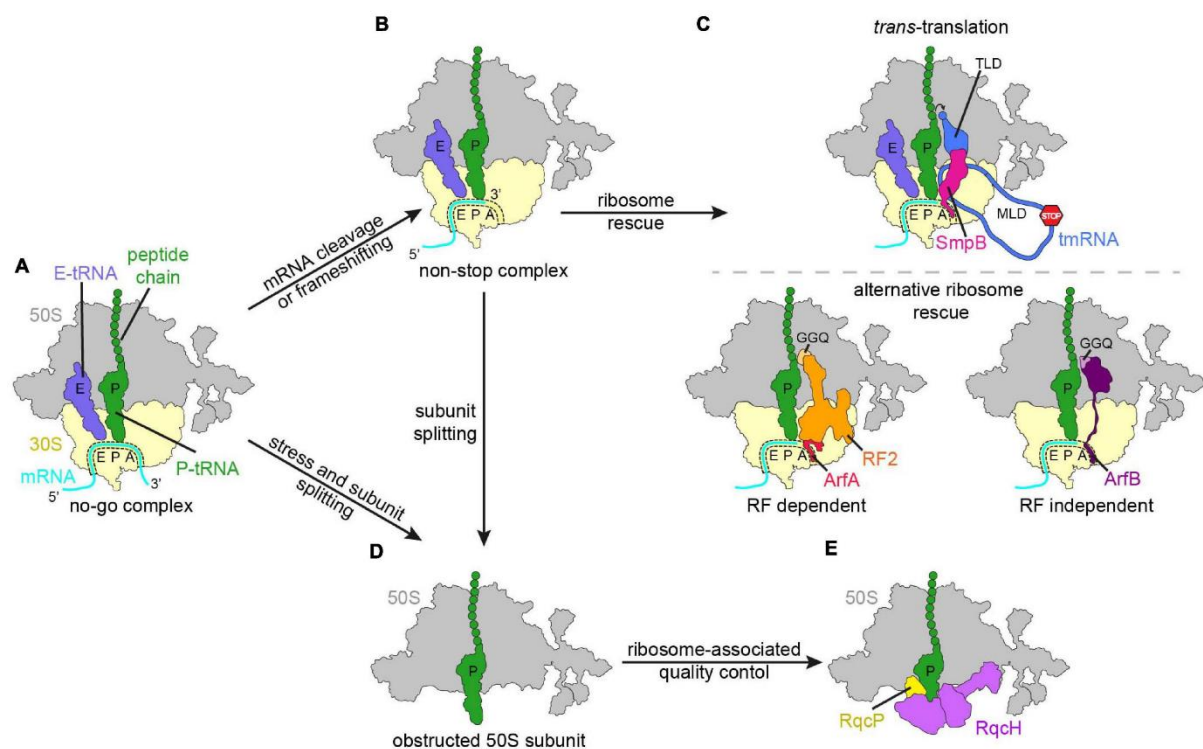 A
E-tRNA
peptide
chain
50S
E
P
30S
E P A
mRNA
P-tRNA
5'
3'
no-go complex
mRNA cleavage
or frameshifting
stress and subunit
splitting
B
E
P
3'
E P A
5'
non-stop complex
ribosome
rescue
subunit
splitting
C
trans-translation
TLD
E
P
E P A
MLD
STOP
SmpB
tmRNA
alternative ribosome
rescue
GGQ
P
E P A
RF2
ArfA
RF dependent
GGQ
P
E P A
ArfB
RF independent
D
50S
P
obstructed 50S subunit
ribosome-associated
quality contol
E
50S
P
RqcP
RqcH